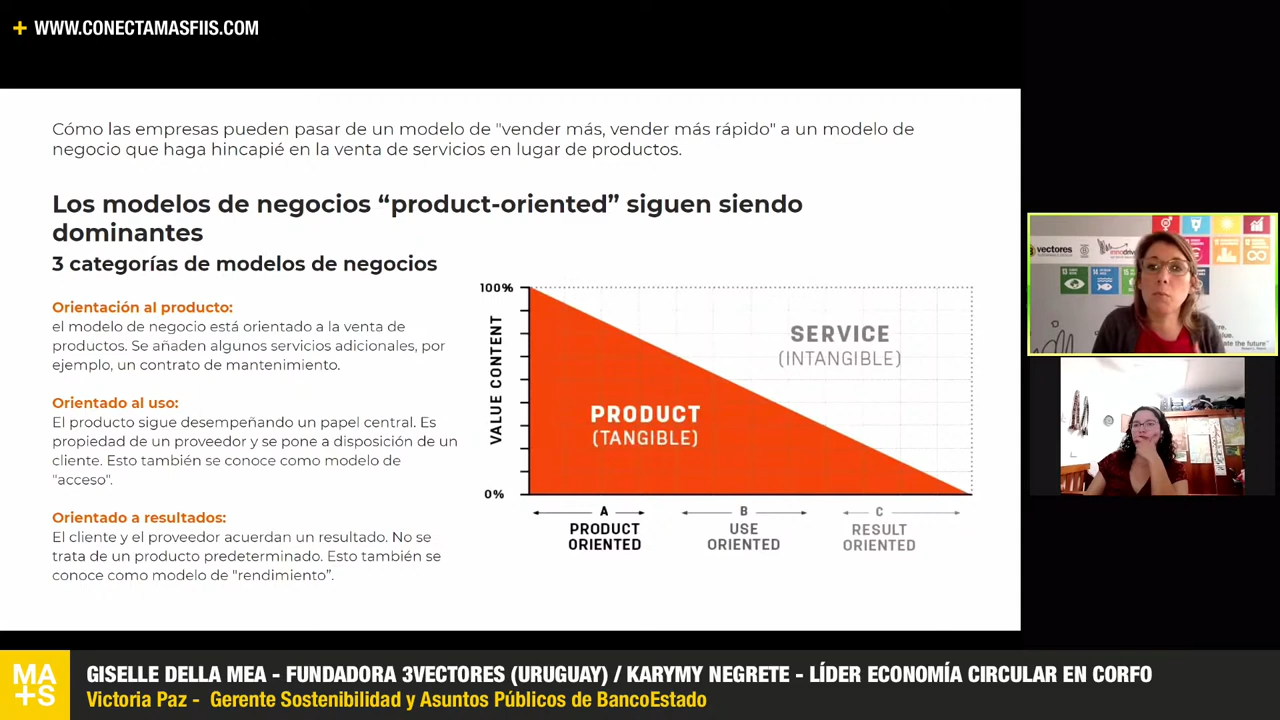 + WWW.CONECTAMASFIIS.COM
Cómo las empresas pueden pasar de un modelo de "vender más, vender más rápido" a un modelo de
negocio que haga hincapié en la venta de servicios en lugar de productos.
Los modelos de negocios “product-oriented” siguen siendo
dominantes
3 categorías de modelos de negocios
Orientación al producto:
el modelo de negocio está orientado a la venta de
productos. Se añaden algunos servicios adicionales, por
ejemplo, un contrato de mantenimiento.
Orientado al uso:
El producto sigue desempeñando un papel central. Es
propiedad de un proveedor y se pone a disposición de un
cliente. Esto también se conoce como modelo de
"acceso".
Orientado a resultados:
El cliente y el proveedor acuerdan un resultado. No se
trata de un producto predeterminado. Esto también se
conoce como modelo de "rendimiento”.
100%
VALUE CONTENT
0%
SERVICE
(INTANGIBLE)
PRODUCT
(TANGIBLE)
A
PRODUCT
ORIENTED
B
USE
ORIENTED
C
RESULT
ORIENTED
vectores
MA
+S
GISELLE DELLA MEA - FUNDADORA 3VECTORES (URUGUAY) / KARYMY NEGRETE - LÍDER ECONOMÍA CIRCULAR EN CORFO
Victoria Paz - Gerente Sostenibilidad y Asuntos Públicos de BancoEstado